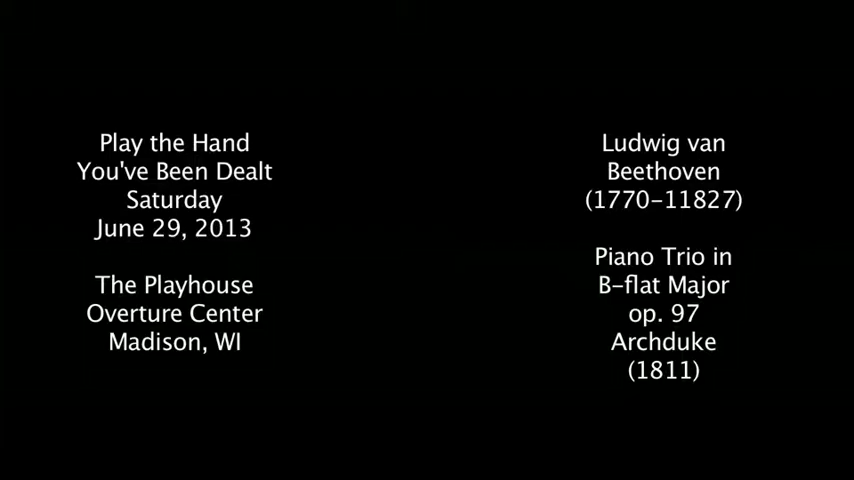 Play the Hand
You've Been Dealt
Saturday
June 29, 2013
The Playhouse
Overture Center
Madison, WI
Ludwig van
Beethoven
(1770-11827)
Piano Trio in
B-flat Major
op. 97
Archduke
(1811)